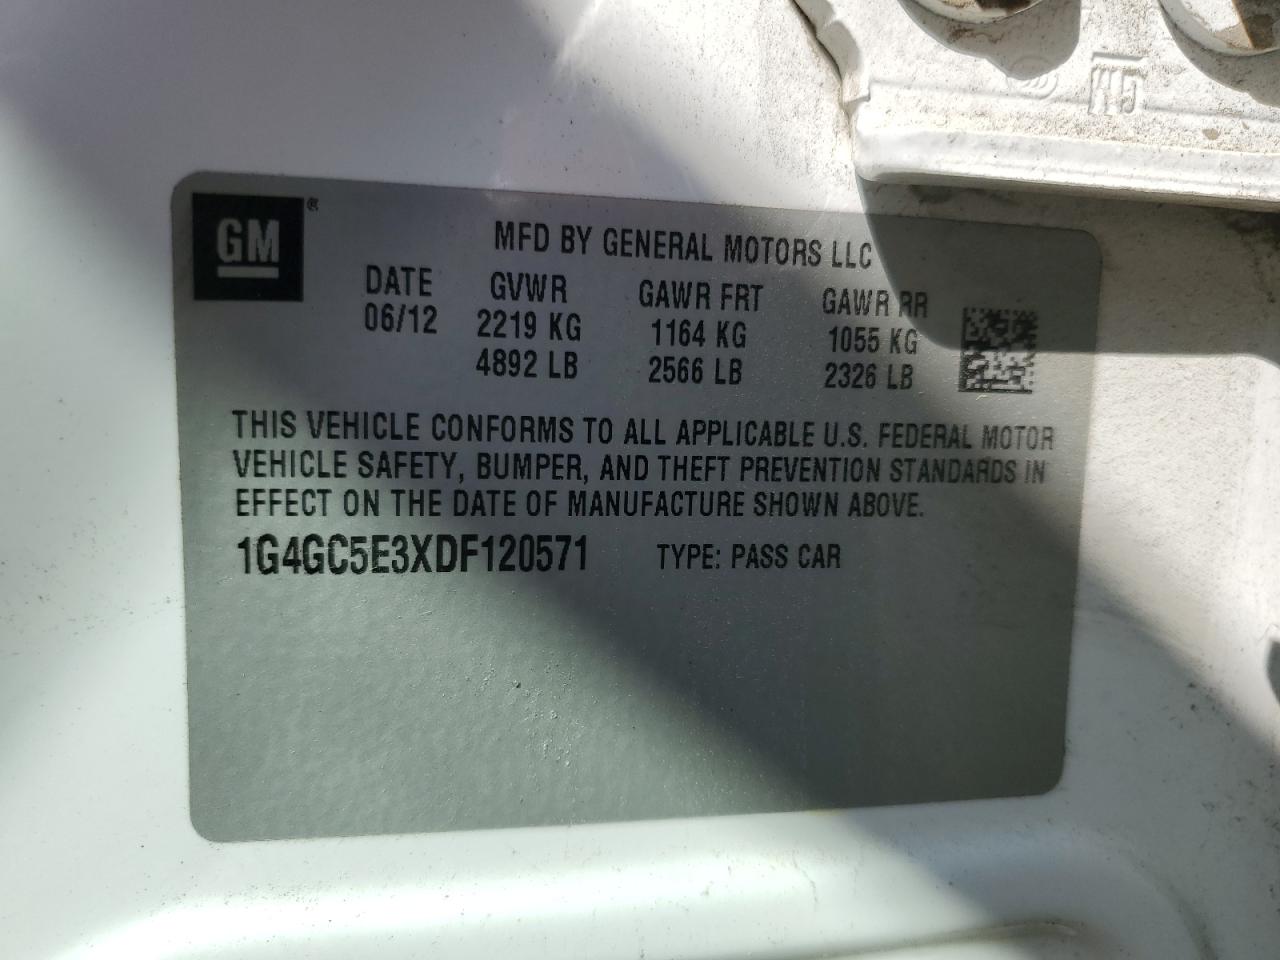 GM
GM®
MFD BY GENERAL MOTORS LLC
DATE GVWR GAWR FRT GAWR RR
06/12 2219 KG 1164 KG 1055 KG
4892 LB 2566 LB 2326 LB
THIS VEHICLE CONFORMS TO ALL APPLICABLE U.S. FEDERAL MOTOR
VEHICLE SAFETY, BUMPER, AND THEFT PREVENTION STANDARDS IN
EFFECT ON THE DATE OF MANUFACTURE SHOWN ABOVE.
1G4GC5E3XDF120571 TYPE: PASS CAR